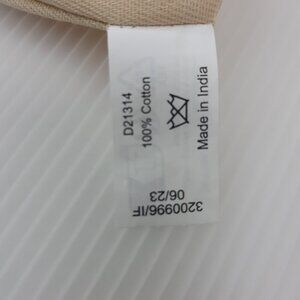 D21314
100% Cotton
Made in India
3200996/IF
06/23